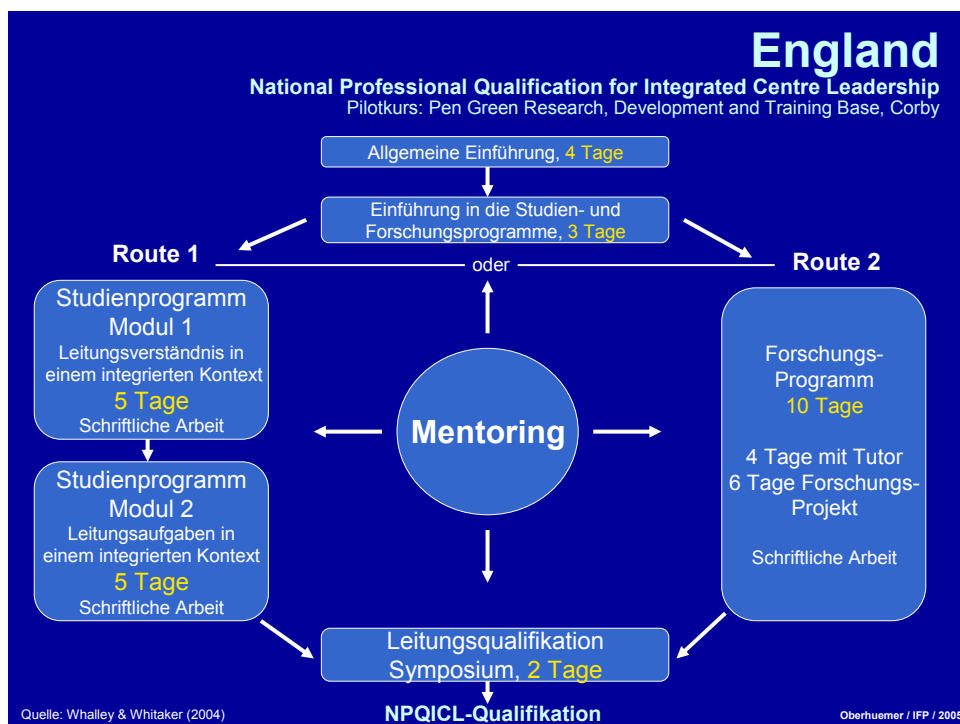 England
National Professional Qualification for Integrated Centre Leadership
Pilotkurs: Pen Green Research, Development and Training Base, Corby
Allgemeine Einführung, 4 Tage
Einführung in die Studien- und
Forschungsprogramme, 3 Tage
Route 1
oder
Route 2
Studienprogramm
Modul 1
Leitungsverständnis in
einem integrierten Kontext
5 Tage
Schriftliche Arbeit
Studienprogramm
Modul 2
Leitungsaufgaben in
einem integrierten Kontext
5 Tage
Schriftliche Arbeit
Mentoring
Forschungs-
Programm
10 Tage
4 Tage mit Tutor
6 Tage Forschungs-
Projekt
Schriftliche Arbeit
Leitungsqualifikation
Symposium, 2 Tage
NPQICL-Qualifikation
Quelle: Whalley & Whitaker (2004)
Oberhuemer / IFP / 2005